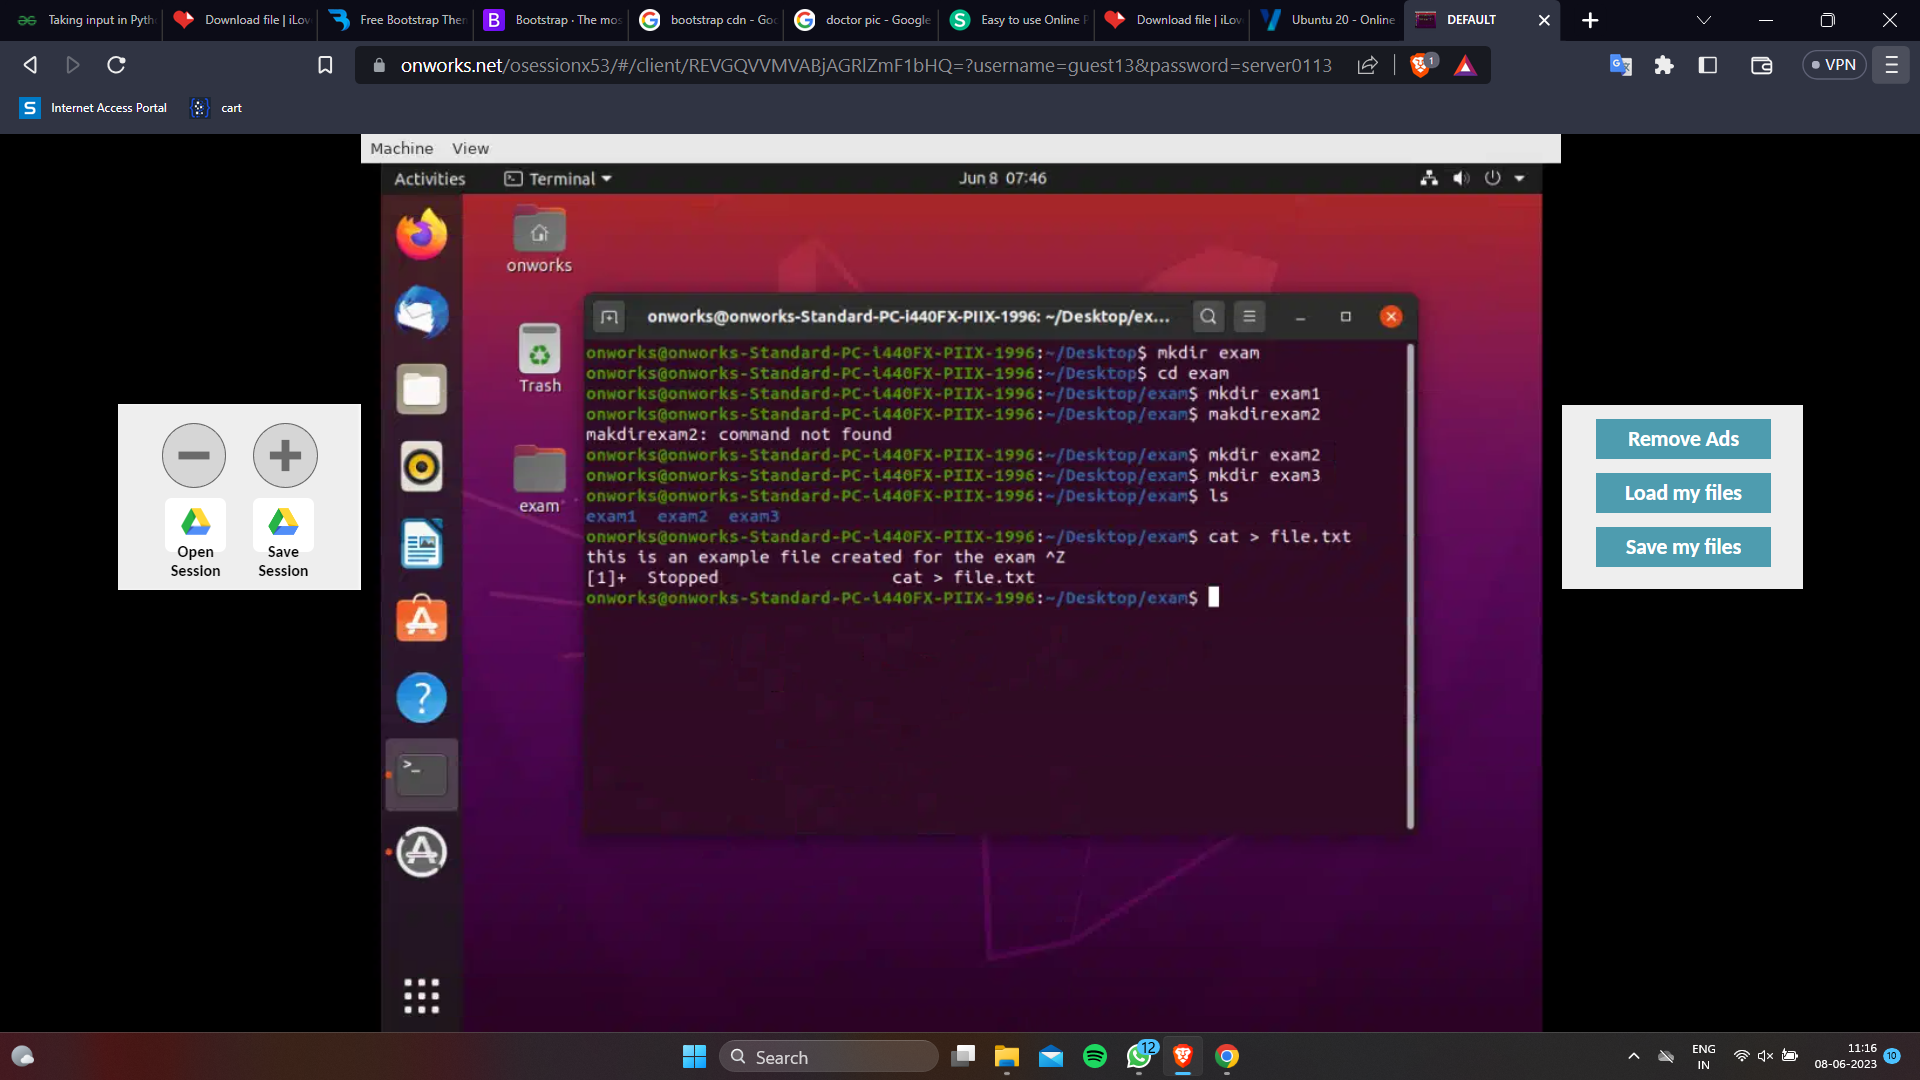 Taking input in Pyth
Download file | iLov
Free Bootstrap Them
Bootstrap · The mos
bootstrap cdn - Goo
doctor pic - Google
Easy to use Online P
Download file | iLov
Ubuntu 20 - Online
DEFAULT
onworks.net/osessionx53/#/client/REVGQVVMVABjAGRlZmF1bHQ=?username=guest13&password=server0113
1
VPN
Internet Access Portal
cart
Machine View
Activities
Terminal
Jun 8 07:46
onworks
Trash
exam
onworks@onworks-Standard-PC-i440FX-PIIX-1996: ~/Desktop/ex...
onworks@onworks-Standard-PC-i440FX-PIIX-1996:~/Desktop$ mkdir exam
onworks@onworks-Standard-PC-i440FX-PIIX-1996:~/Desktop$ cd exam
onworks@onworks-Standard-PC-i440FX-PIIX-1996:~/Desktop/exam$ mkdir exam1
onworks@onworks-Standard-PC-i440FX-PIIX-1996:~/Desktop/exam$ makdirexam2
makdirexam2: command not found
onworks@onworks-Standard-PC-i440FX-PIIX-1996:~/Desktop/exam$ mkdir exam2
onworks@onworks-Standard-PC-i440FX-PIIX-1996:~/Desktop/exam$ mkdir exam3
onworks@onworks-Standard-PC-i440FX-PIIX-1996:~/Desktop/exam$ ls
exam1 exam2 exam3
onworks@onworks-Standard-PC-i440FX-PIIX-1996:~/Desktop/exam$ cat > file.txt
this is an example file created for the exam ^Z
[1]+ Stopped cat > file.txt
onworks@onworks-Standard-PC-i440FX-PIIX-1996:~/Desktop/exam$
Open
Session
Save
Session
Remove Ads
Load my files
Save my files
Search
12
ENG
IN
11:16
08-06-2023
10